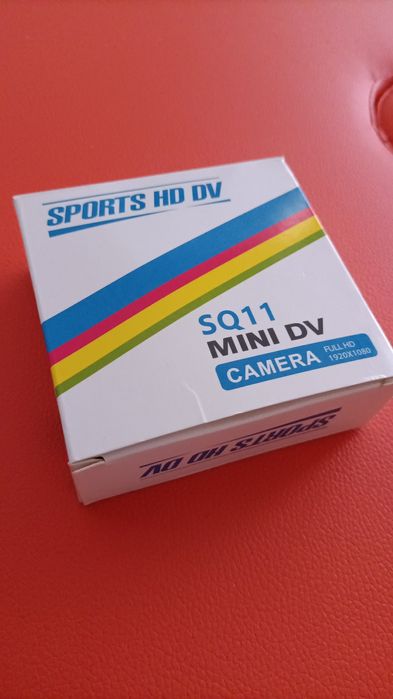 SPORTS HD DV
SQ11
MINI DV
CAMERA
FULL HD
1920X1080
SPORTS HD DV